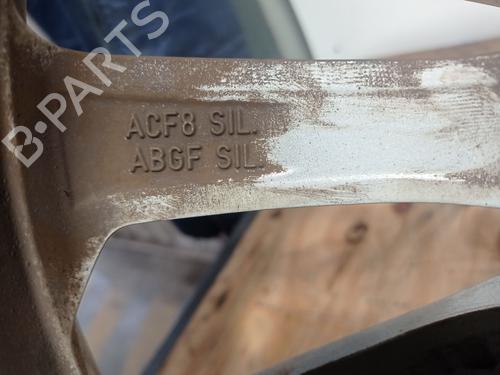 B-PARTS
ACF8 SIL.
ABGF SIL.